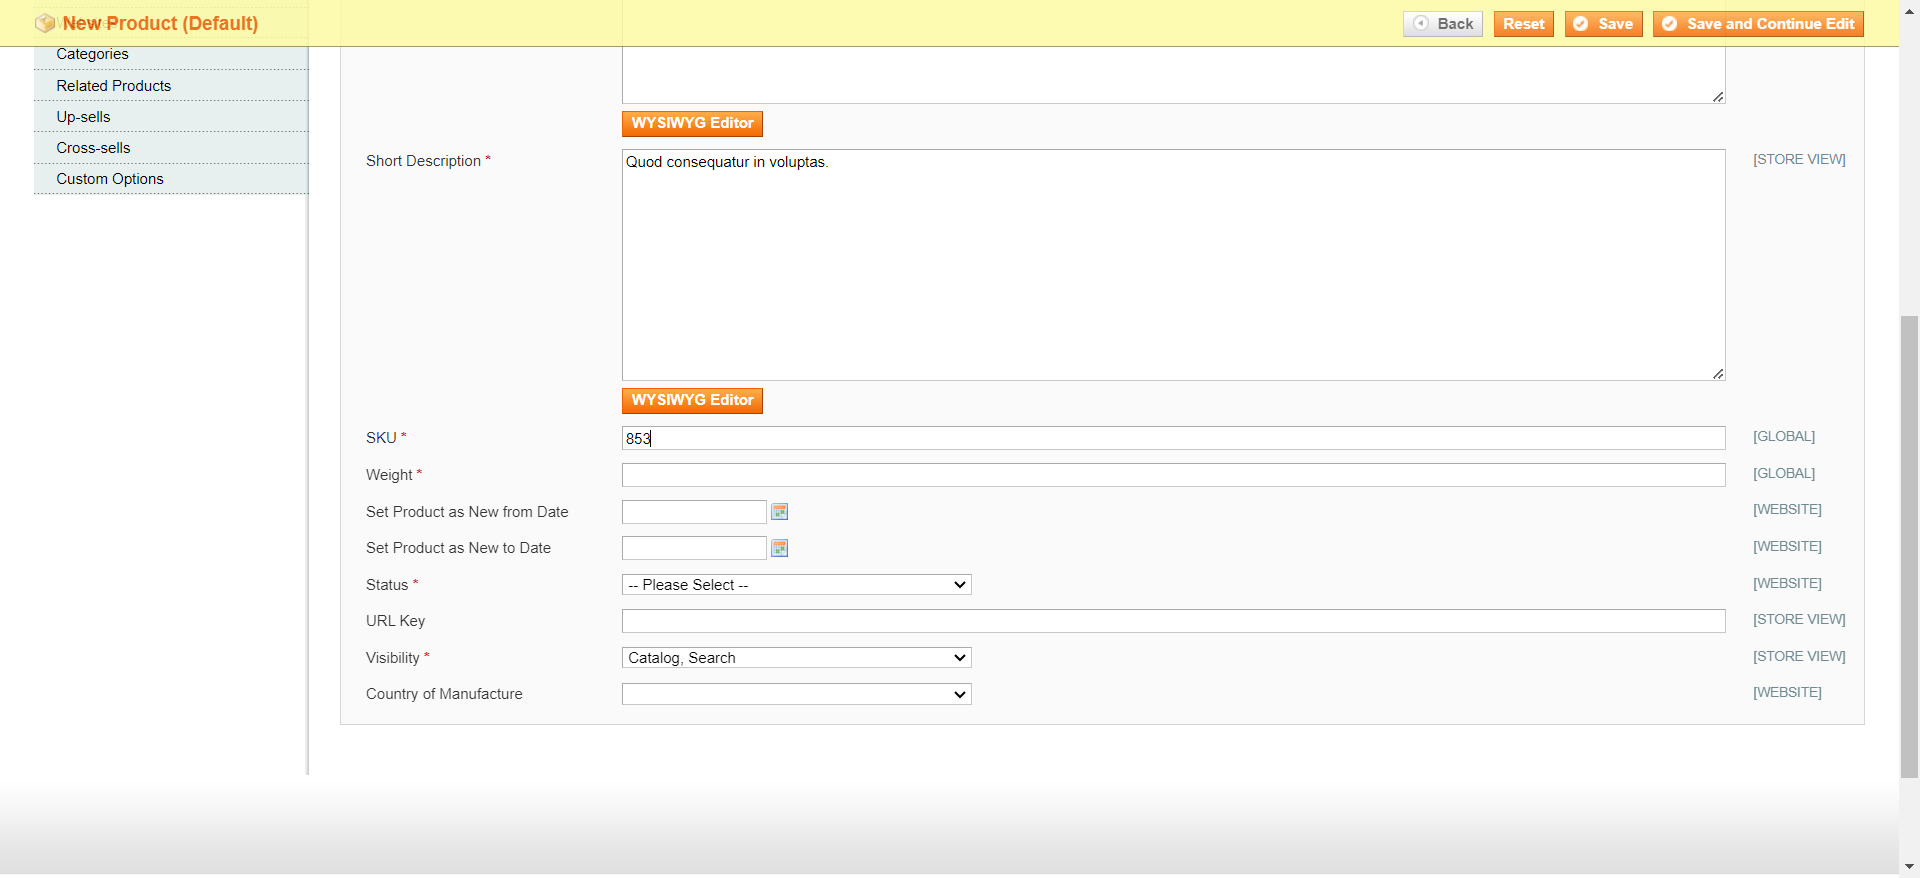 New Product (Default)
Back
Reset
Save
Save and Continue Edit
Categories
Related Products
Up-sells
Cross-sells
Custom Options
WYSIWYG Editor
Short Description *
Quod consequatur in voluptas.
[STORE VIEW]
WYSIWYG Editor
SKU *
853
[GLOBAL]
Weight *
[GLOBAL]
Set Product as New from Date
[WEBSITE]
Set Product as New to Date
[WEBSITE]
Status *
-- Please Select --
[WEBSITE]
URL Key
[STORE VIEW]
Visibility *
Catalog, Search
[STORE VIEW]
Country of Manufacture
[WEBSITE]